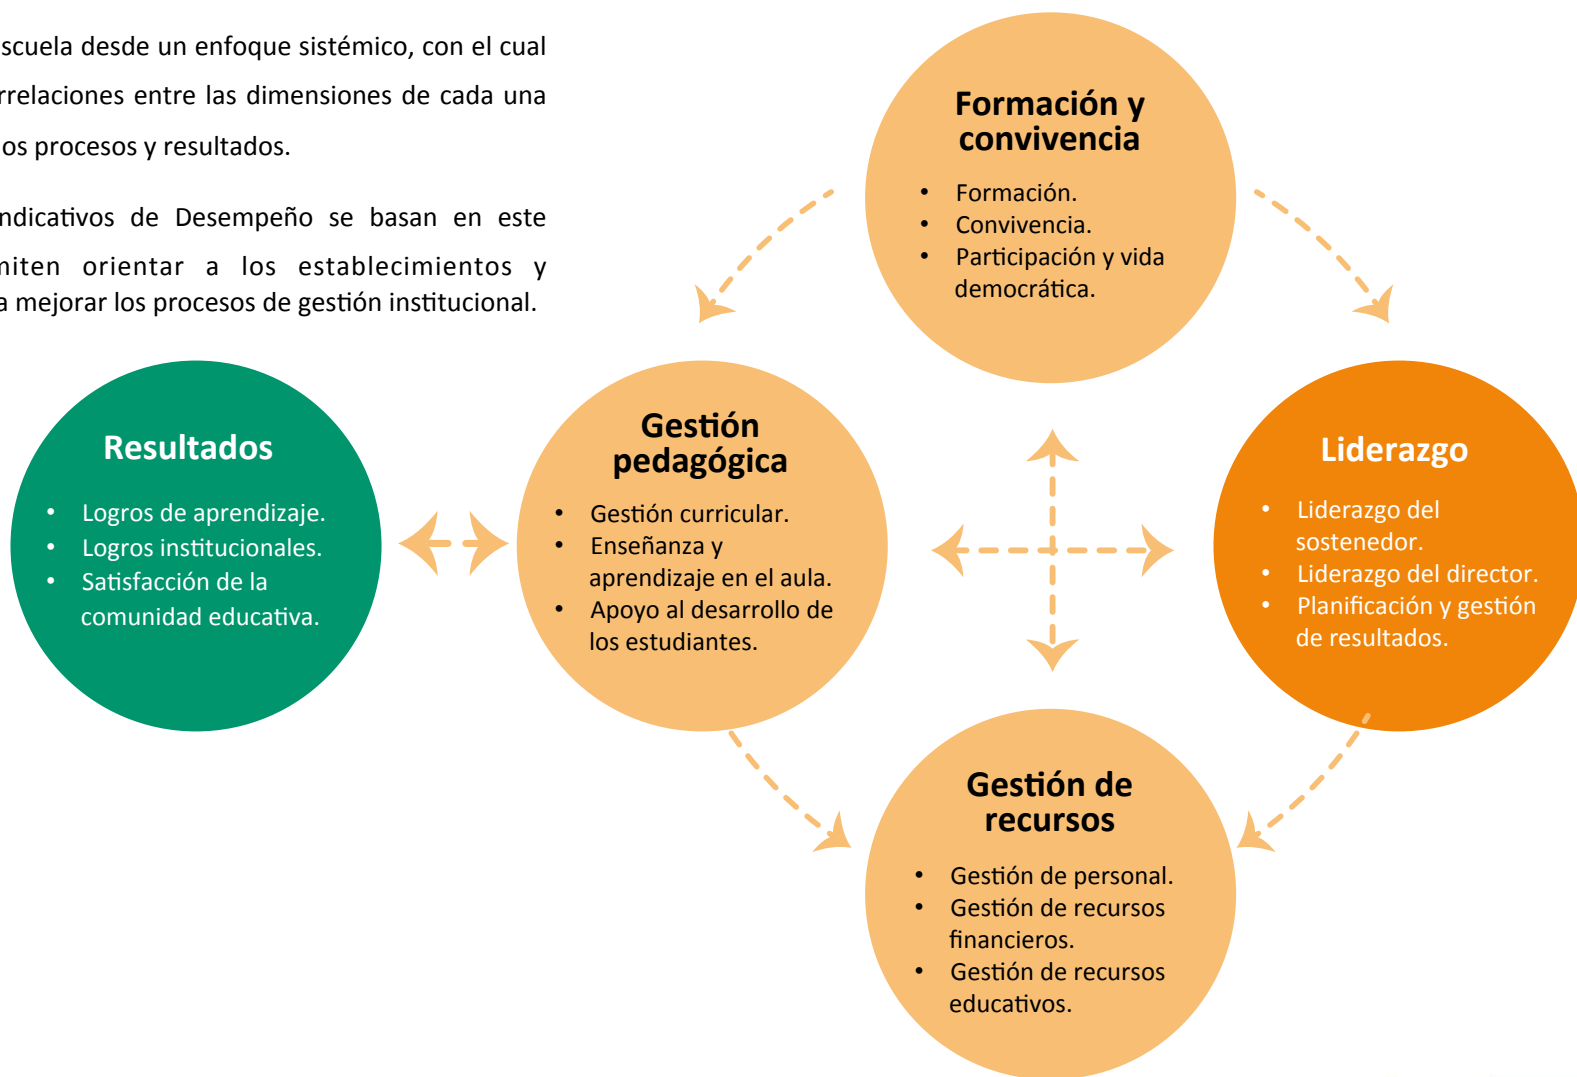 scuela desde un enfoque sistémico, con el cual
rrelaciones entre las dimensiones de cada una
os procesos y resultados.
ndicativos de Desempeño se basan en este
miten orientar a los establecimientos y
a mejorar los procesos de gestión institucional.
Formación y
convivencia
• Formación.
• Convivencia.
• Participación y vida
democrática.
Resultados
• Logros de aprendizaje.
• Logros institucionales.
• Satisfacción de la
comunidad educativa.
Gestión
pedagógica
• Gestión curricular.
• Enseñanza y
aprendizaje en el aula.
• Apoyo al desarrollo de
los estudiantes.
Liderazgo
• Liderazgo del
sostenedor.
• Liderazgo del director.
• Planificación y gestión
de resultados.
Gestión de
recursos
• Gestión de personal.
• Gestión de recursos
financieros.
• Gestión de recursos
educativos.